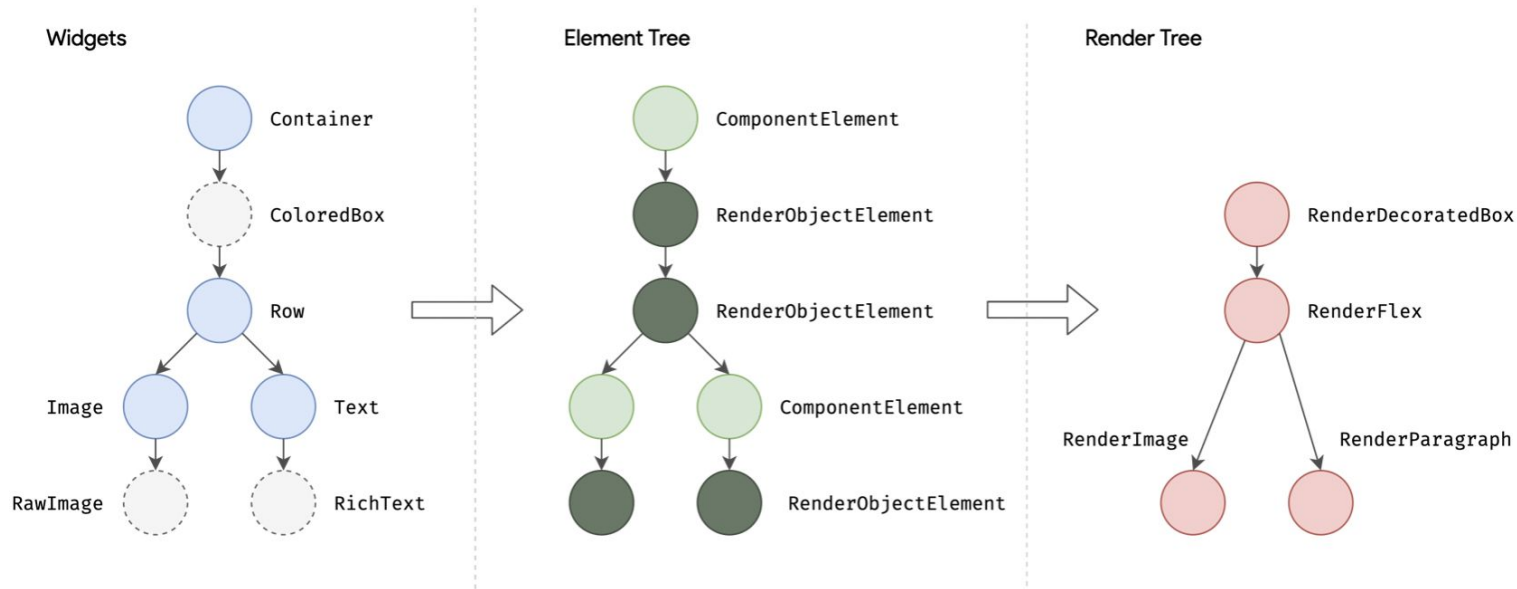 Widgets
Element Tree
Render Tree
Container
ComponentElement
ColoredBox
RenderObjectElement
RenderDecoratedBox
Row
RenderObjectElement
RenderFlex
Image
Text
ComponentElement
RenderImage
RenderParagraph
RawImage
RichText
RenderObjectElement